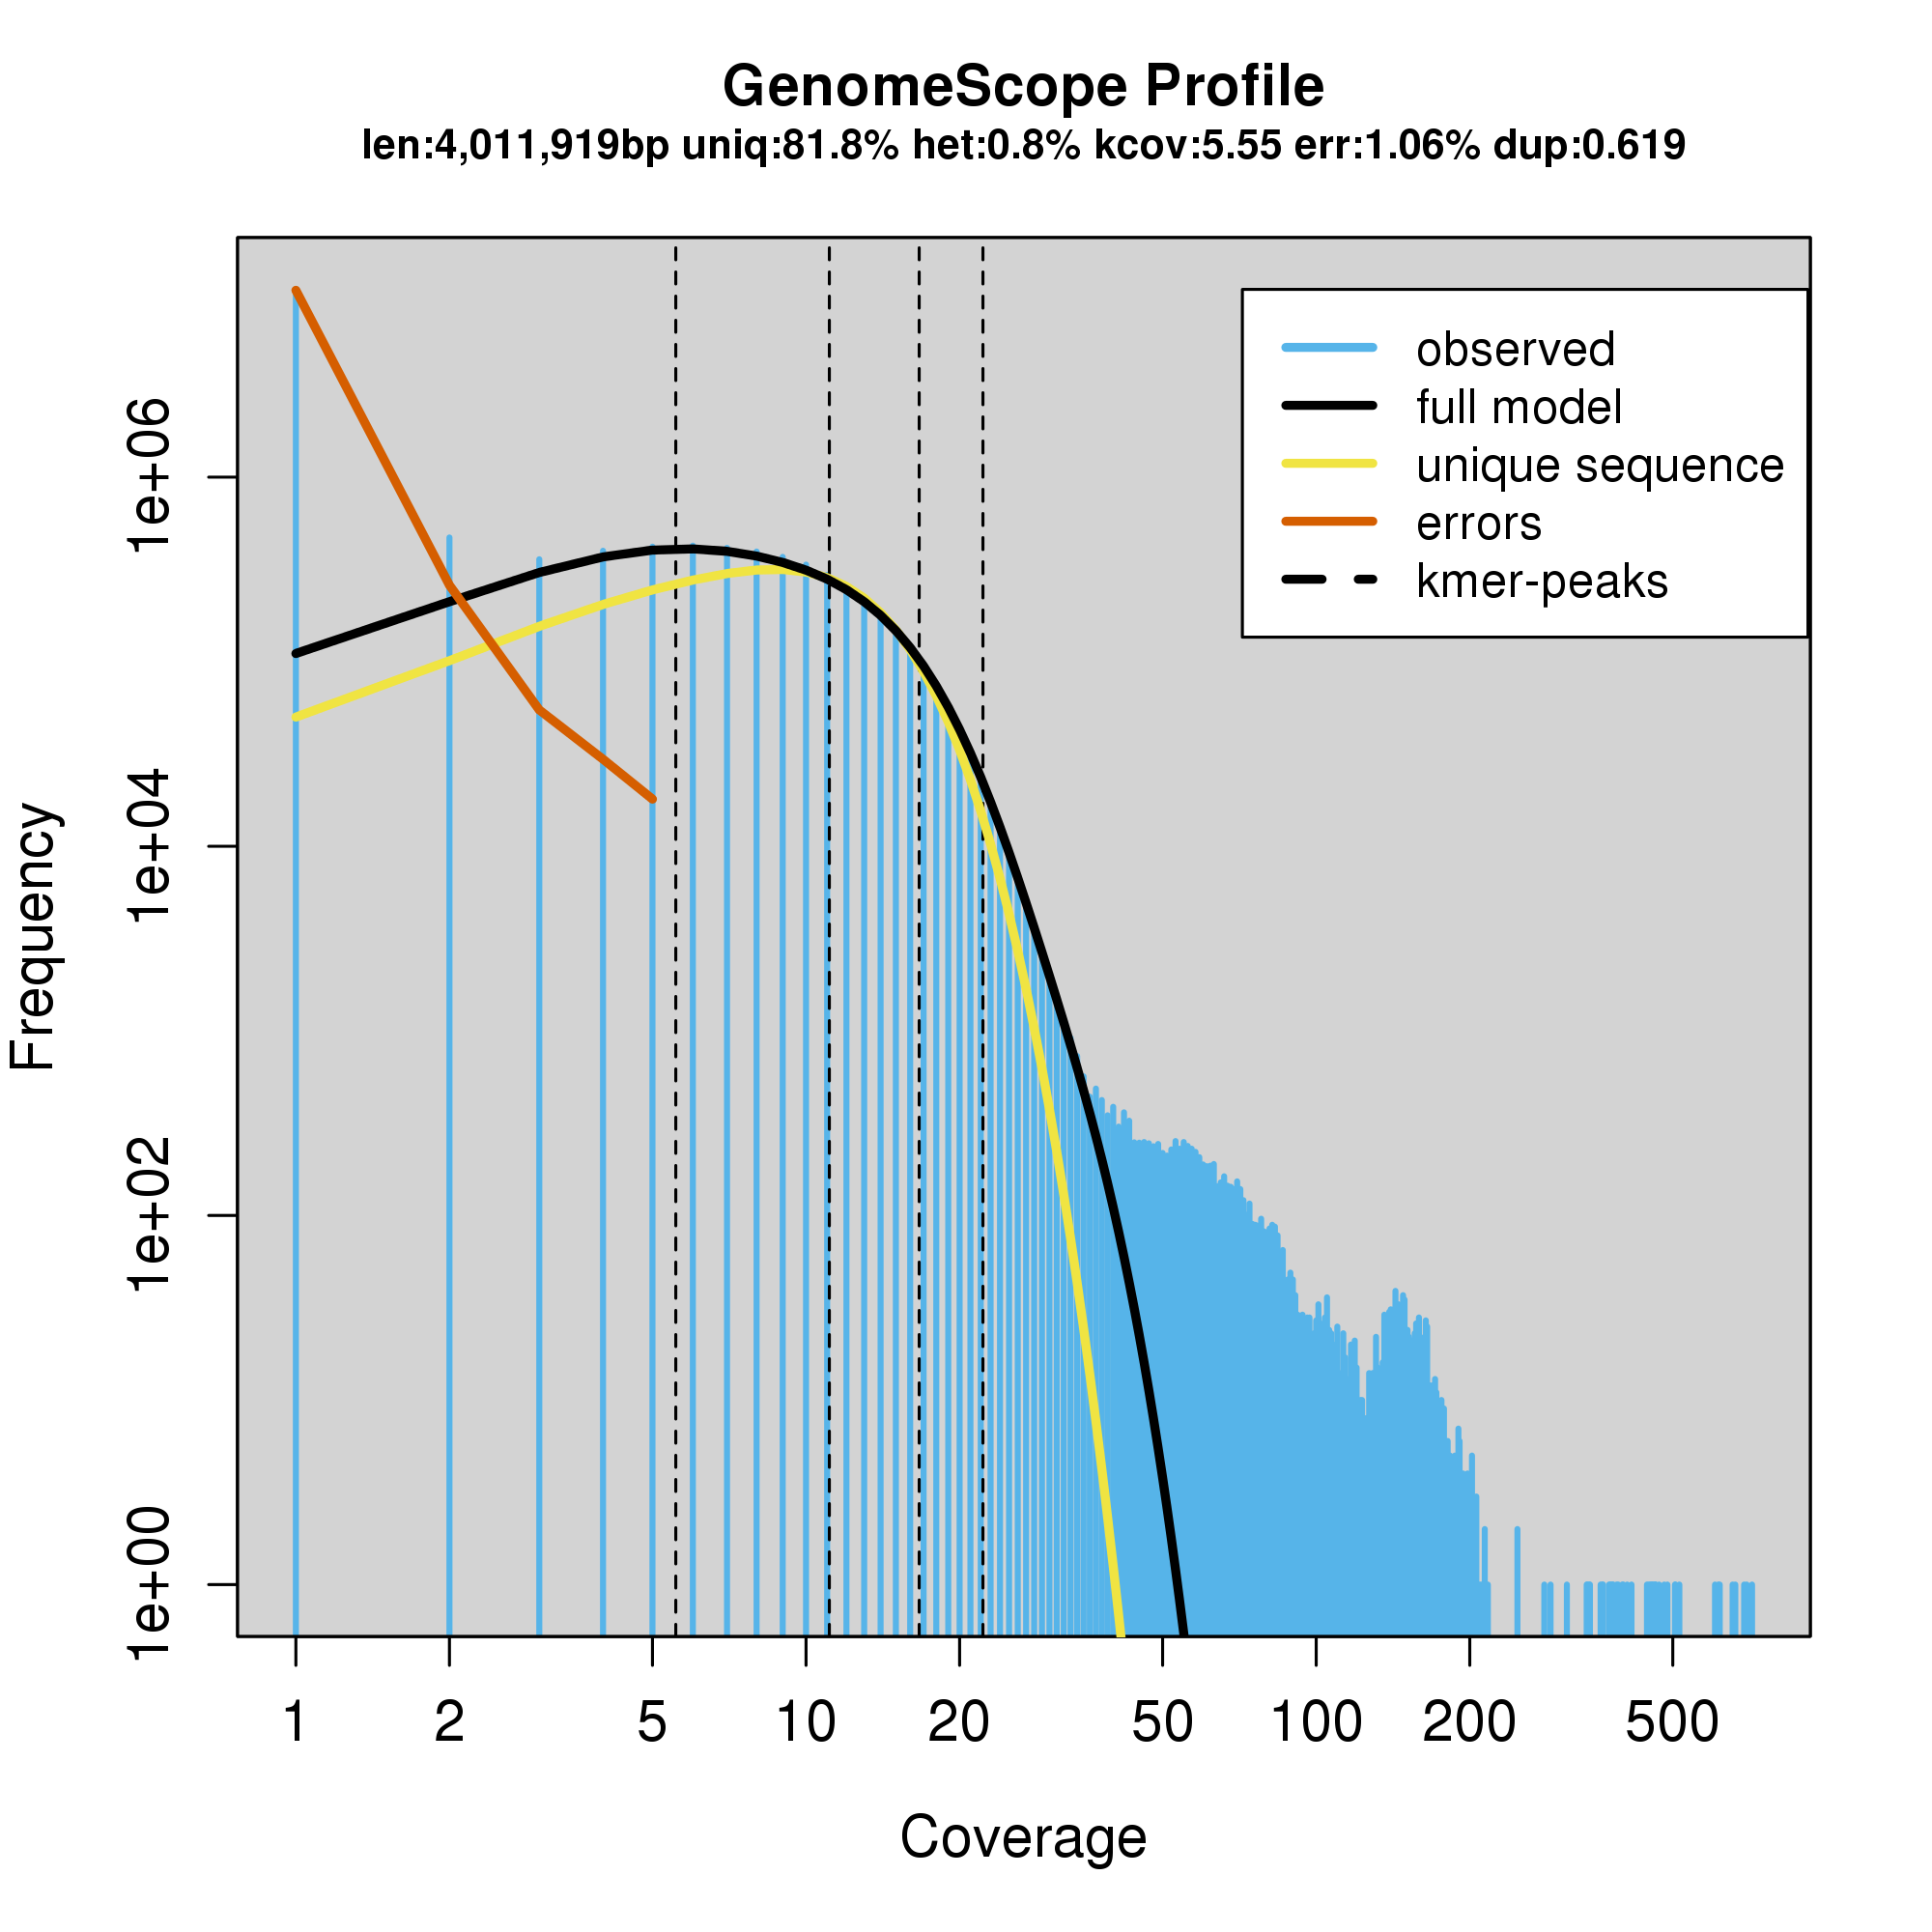 GenomeScope Profile
len:4,011,919bp uniq:81.8% het:0.8% kcov:5.55 err:1.06% dup:0.619
observed
full model
unique sequence
errors
kmer-peaks
Frequency
1e+06
1e+04
1e+02
1e+00
1 2 5 10 20 50 100 200 500
Coverage